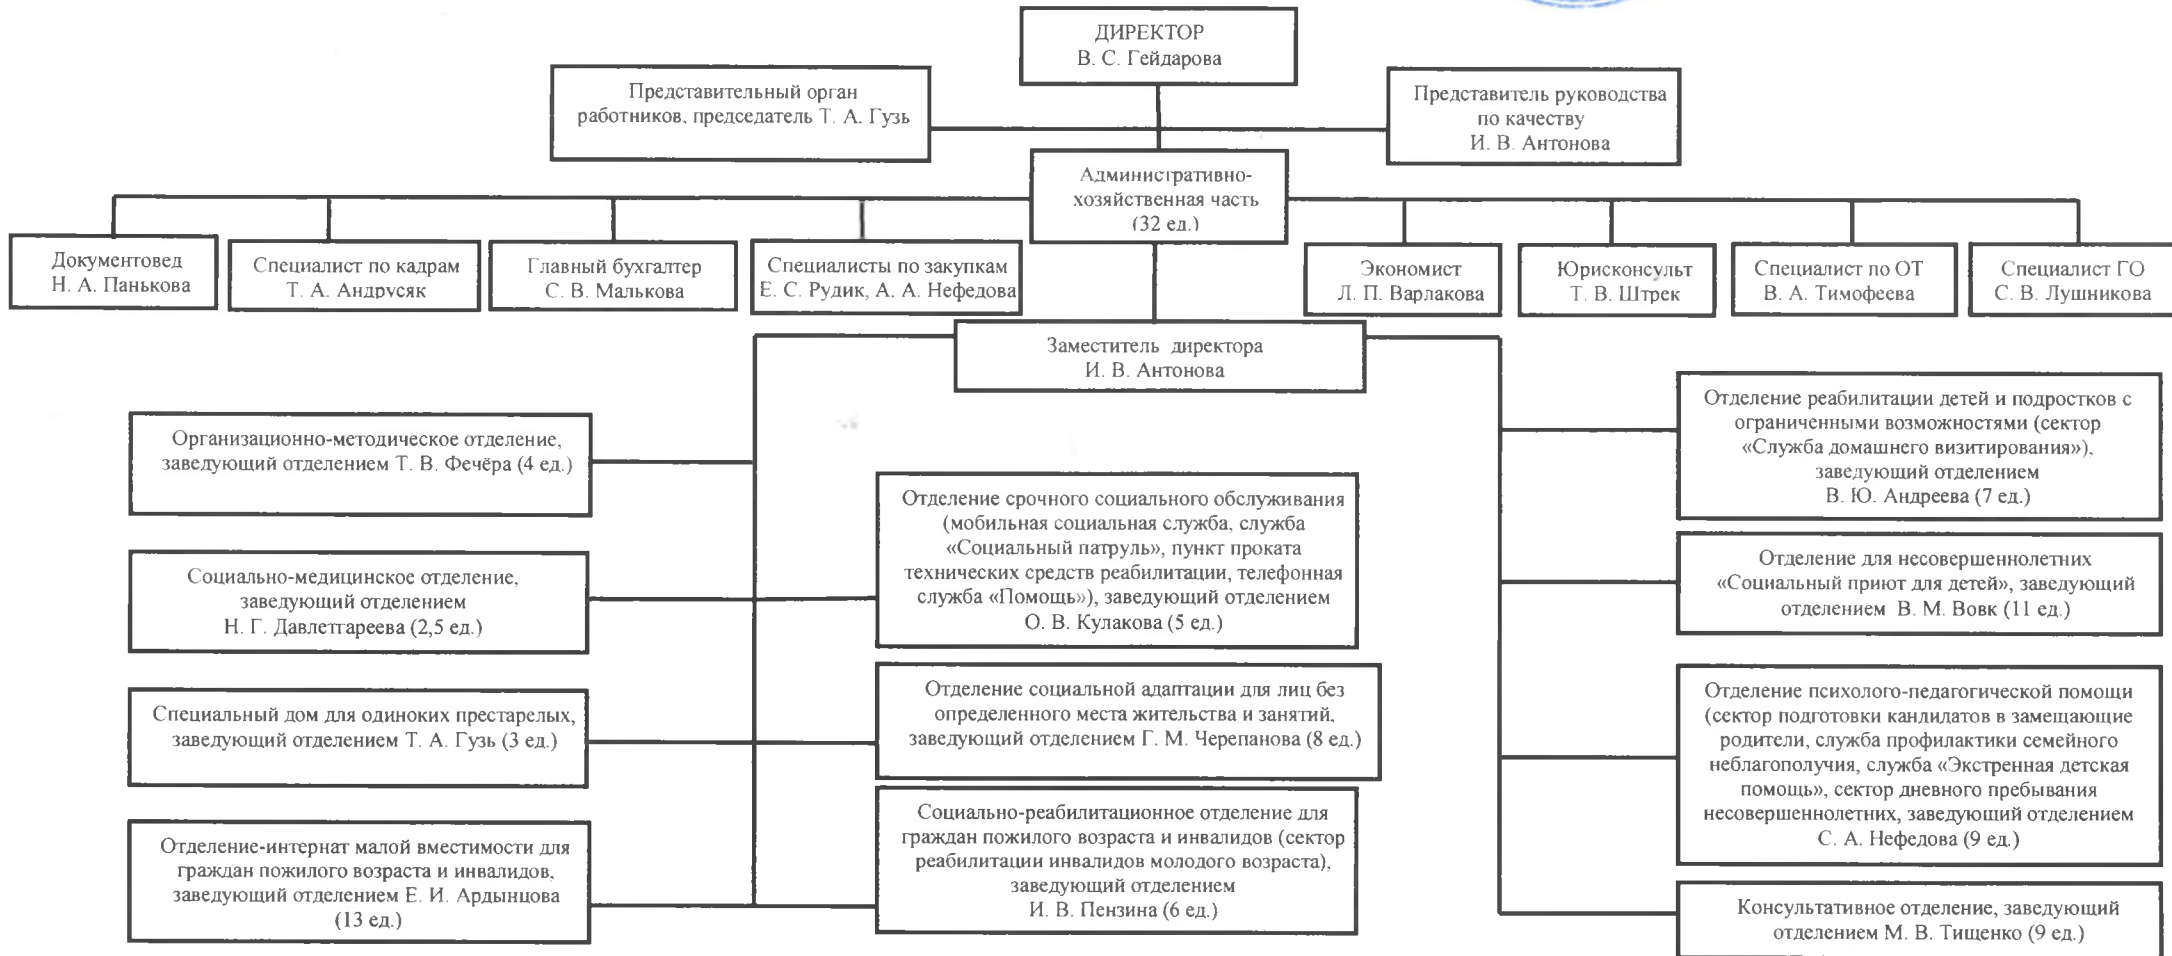 ДИРЕКТОР
В. С. Гейдарова
Представительный орган
работников, председатель Т. А. Гузь
Представитель руководства
по качеству
И. В. Антонова
Административно-
хозяйственная часть
(32 ед.)
Документовед
Н. А. Панькова
Специалист по кадрам
Т. А. Андрусяк
Главный бухгалтер
С. В. Малькова
Специалисты по закупкам
Е. С. Рудик, А. А. Нефедова
Экономист
Л. П. Варлакова
Юрисконсульт
Т. В. Штрек
Специалист по ОТ
В. А. Тимофеева
Специалист ГО
С. В. Лушникова
Заместитель директора
И. В. Антонова
Организационно-методическое отделение,
заведующий отделением Т. В. Фечёра (4 ед.)
Социально-медицинское отделение,
заведующий отделением
Н. Г. Давлетгареева (2,5 ед.)
Специальный дом для одиноких престарелых,
заведующий отделением Т. А. Гузь (3 ед.)
Отделение-интернат малой вместимости для
граждан пожилого возраста и инвалидов,
заведующий отделением Е. И. Ардынцова
(13 ед.)
Отделение срочного социального обслуживания
(мобильная социальная служба, служба
«Социальный патруль», пункт проката
технических средств реабилитации, телефонная
служба «Помощь»), заведующий отделением
О. В. Кулакова (5 ед.)
Отделение социальной адаптации для лиц без
определенного места жительства и занятий,
заведующий отделением Г. М. Черепанова (8 ед.)
Социально-реабилитационное отделение для
граждан пожилого возраста и инвалидов (сектор
реабилитации инвалидов молодого возраста),
заведующий отделением
И. В. Пензина (6 ед.)
Отделение реабилитации детей и подростков с
ограниченными возможностями (сектор
«Служба домашнего визитирования»),
заведующий отделением
В. Ю. Андреева (7 ед.)
Отделение для несовершеннолетних
«Социальный приют для детей», заведующий
отделением В. М. Вовк (11 ед.)
Отделение психолого-педагогической помощи
(сектор подготовки кандидатов в замещающие
родители, служба профилактики семейного
неблагополучия, служба «Экстренная детская
помощь», сектор дневного пребывания
несовершеннолетних, заведующий отделением
С. А. Нефедова (9 ед.)
Консультативное отделение, заведующий
отделением М. В. Тищенко (9 ед.)